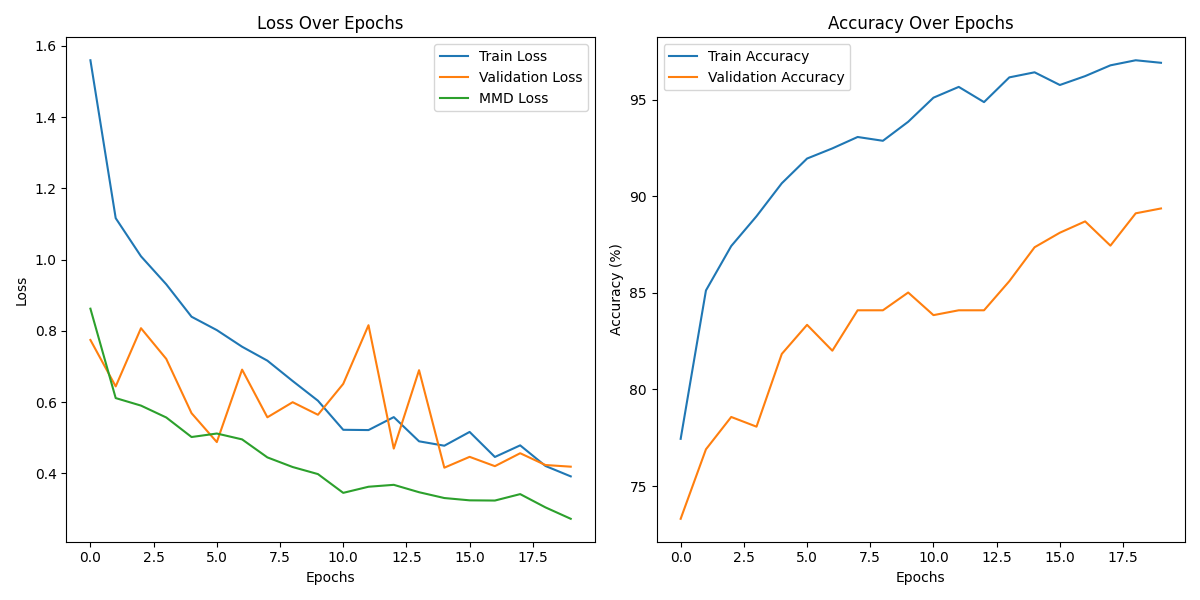 Loss Over Epochs
1.6
1.4
1.2
1.0
0.8
0.6
0.4
Loss
Train Loss
Validation Loss
MMD Loss
0.0 2.5 5.0 7.5 10.0 12.5 15.0 17.5
Epochs
Accuracy Over Epochs
95
90
85
80
75
Accuracy (%)
Train Accuracy
Validation Accuracy
0.0 2.5 5.0 7.5 10.0 12.5 15.0 17.5
Epochs